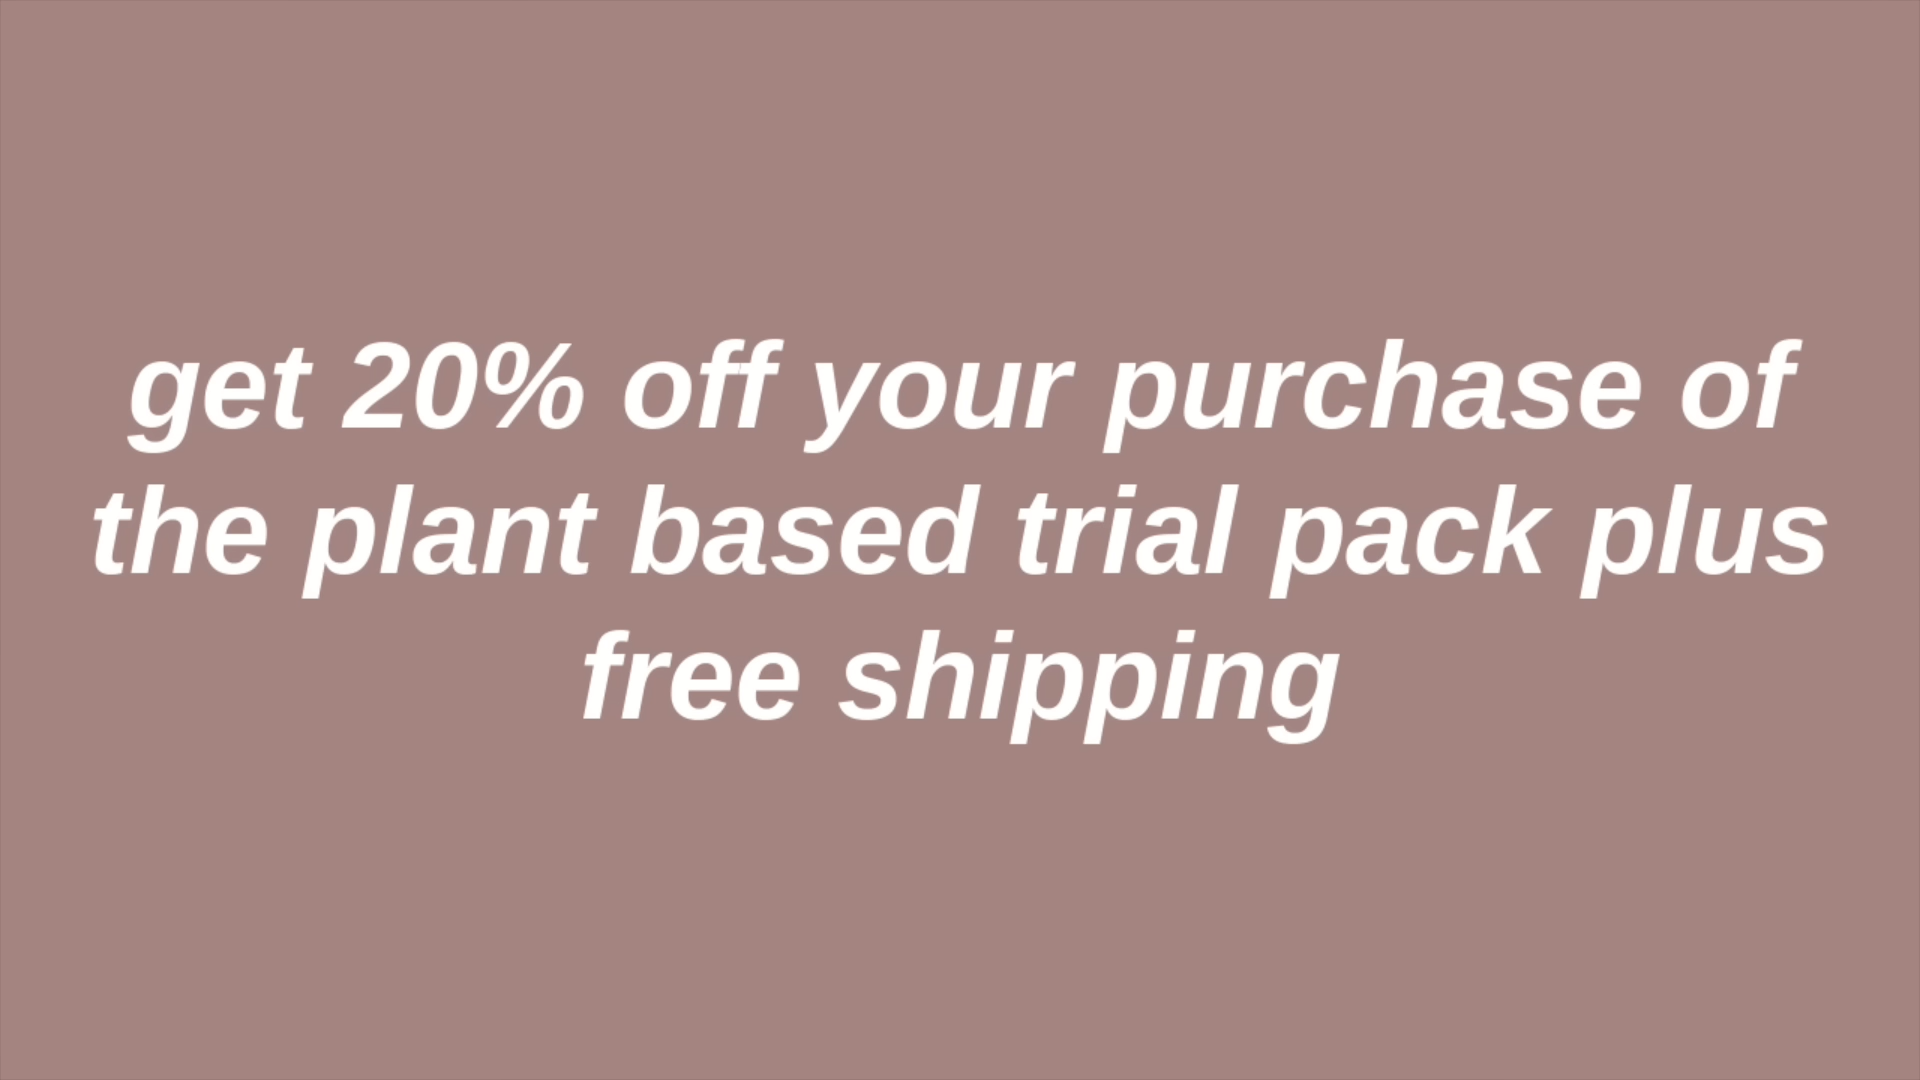 get 20% off your purchase of
the plant based trial pack plus
free shipping